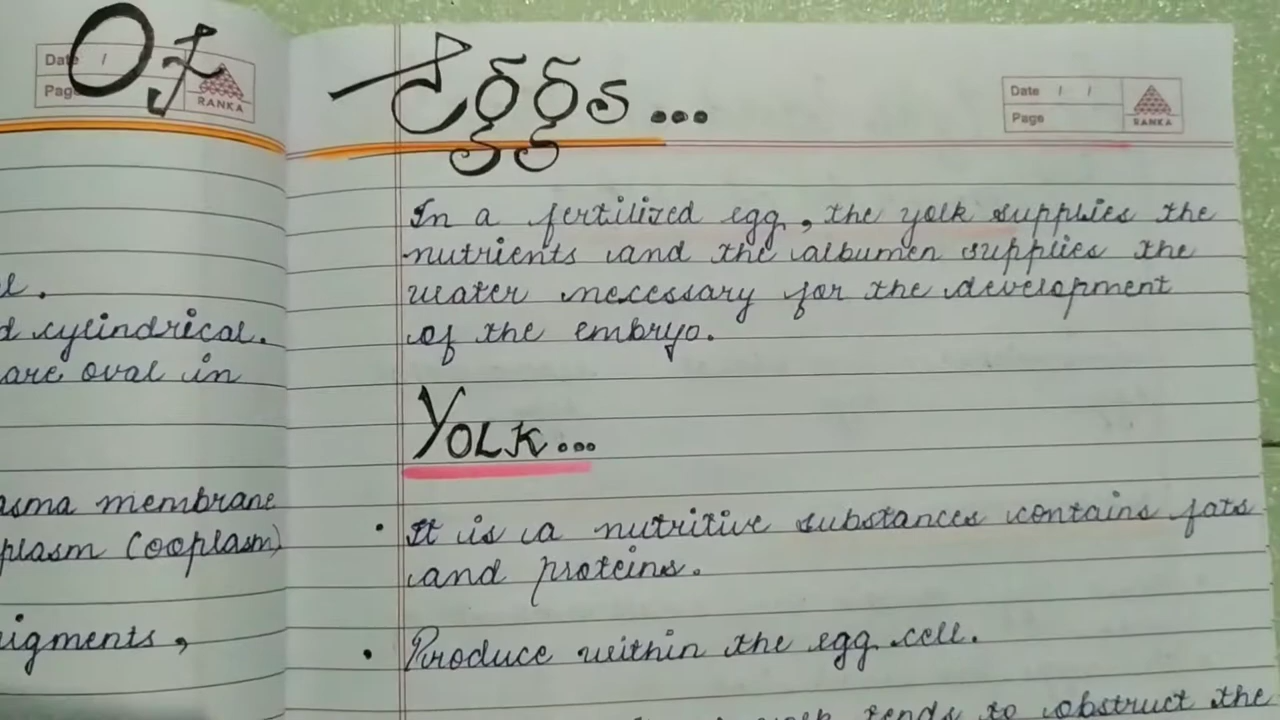 Of
Date /
Page
RANKA
l.
d cylindrical.
are oval in
asma membrane
plasm (ooplasm)
igments,
Eggs...
Date / /
Page
RANKA
In a fertilized egg, the yolk supplies the
nutrients and the albumen supplies the
water necessary for the development
of the embryo.
YOLK...
• It is a nutritive substances contains fats
and proteins.
• Produce within the egg cell.
tends to obstruct the